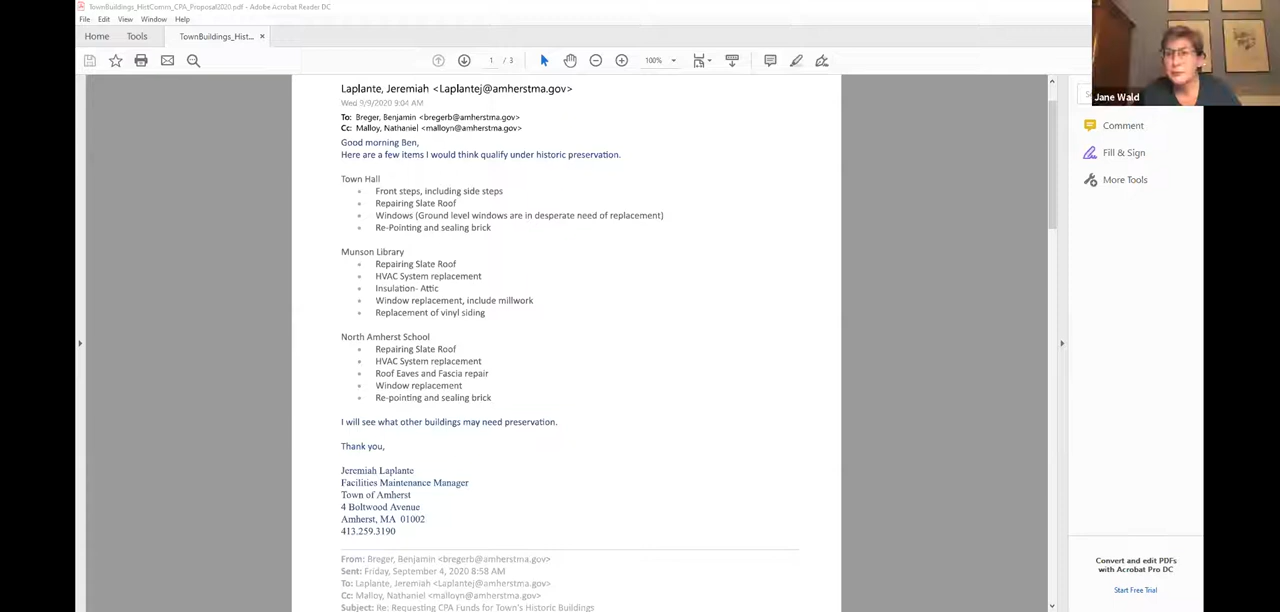 TownBuildings_HistComm_CPA_Proposal2020.pdf - Adobe Acrobat Reader DC
File Edit View Window Help
Home Tools TownBuildings_Hist... ×
1 / 3 100%
Jane Wald
Laplante, Jeremiah <Laplantej@amherstma.gov>
Wed 9/9/2020 9:04 AM
To: Breger, Benjamin <bregerb@amherstma.gov>
Cc: Malloy, Nathaniel <malloyn@amherstma.gov>
Good morning Ben,
Here are a few items I would think qualify under historic preservation.
Town Hall
• Front steps, including side steps
• Repairing Slate Roof
• Windows (Ground level windows are in desperate need of replacement)
• Re-Pointing and sealing brick
Munson Library
• Repairing Slate Roof
• HVAC System replacement
• Insulation- Attic
• Window replacement, include millwork
• Replacement of vinyl siding
North Amherst School
• Repairing Slate Roof
• HVAC System replacement
• Roof Eaves and Fascia repair
• Window replacement
• Re-pointing and sealing brick
I will see what other buildings may need preservation.
Thank you,
Jeremiah Laplante
Facilities Maintenance Manager
Town of Amherst
4 Boltwood Avenue
Amherst, MA 01002
413.259.3190
From: Breger, Benjamin <bregerb@amherstma.gov>
Sent: Friday, September 4, 2020 8:58 AM
To: Laplante, Jeremiah <Laplantej@amherstma.gov>
Cc: Malloy, Nathaniel <malloyn@amherstma.gov>
Subject: Re: Requesting CPA Funds for Town's Historic Buildings
Comment
Fill & Sign
More Tools
Convert and edit PDFs
with Acrobat Pro DC
Start Free Trial